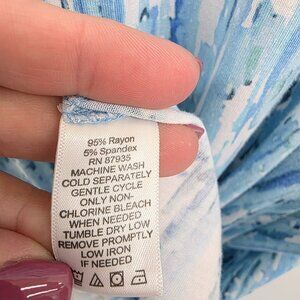 95% Rayon
5% Spandex
RN 87935
MACHINE WASH
COLD SEPARATELY
GENTLE CYCLE
ONLY NON-
CHLORINE BLEACH
WHEN NEEDED
TUMBLE DRY LOW
REMOVE PROMPTLY
LOW IRON
IF NEEDED